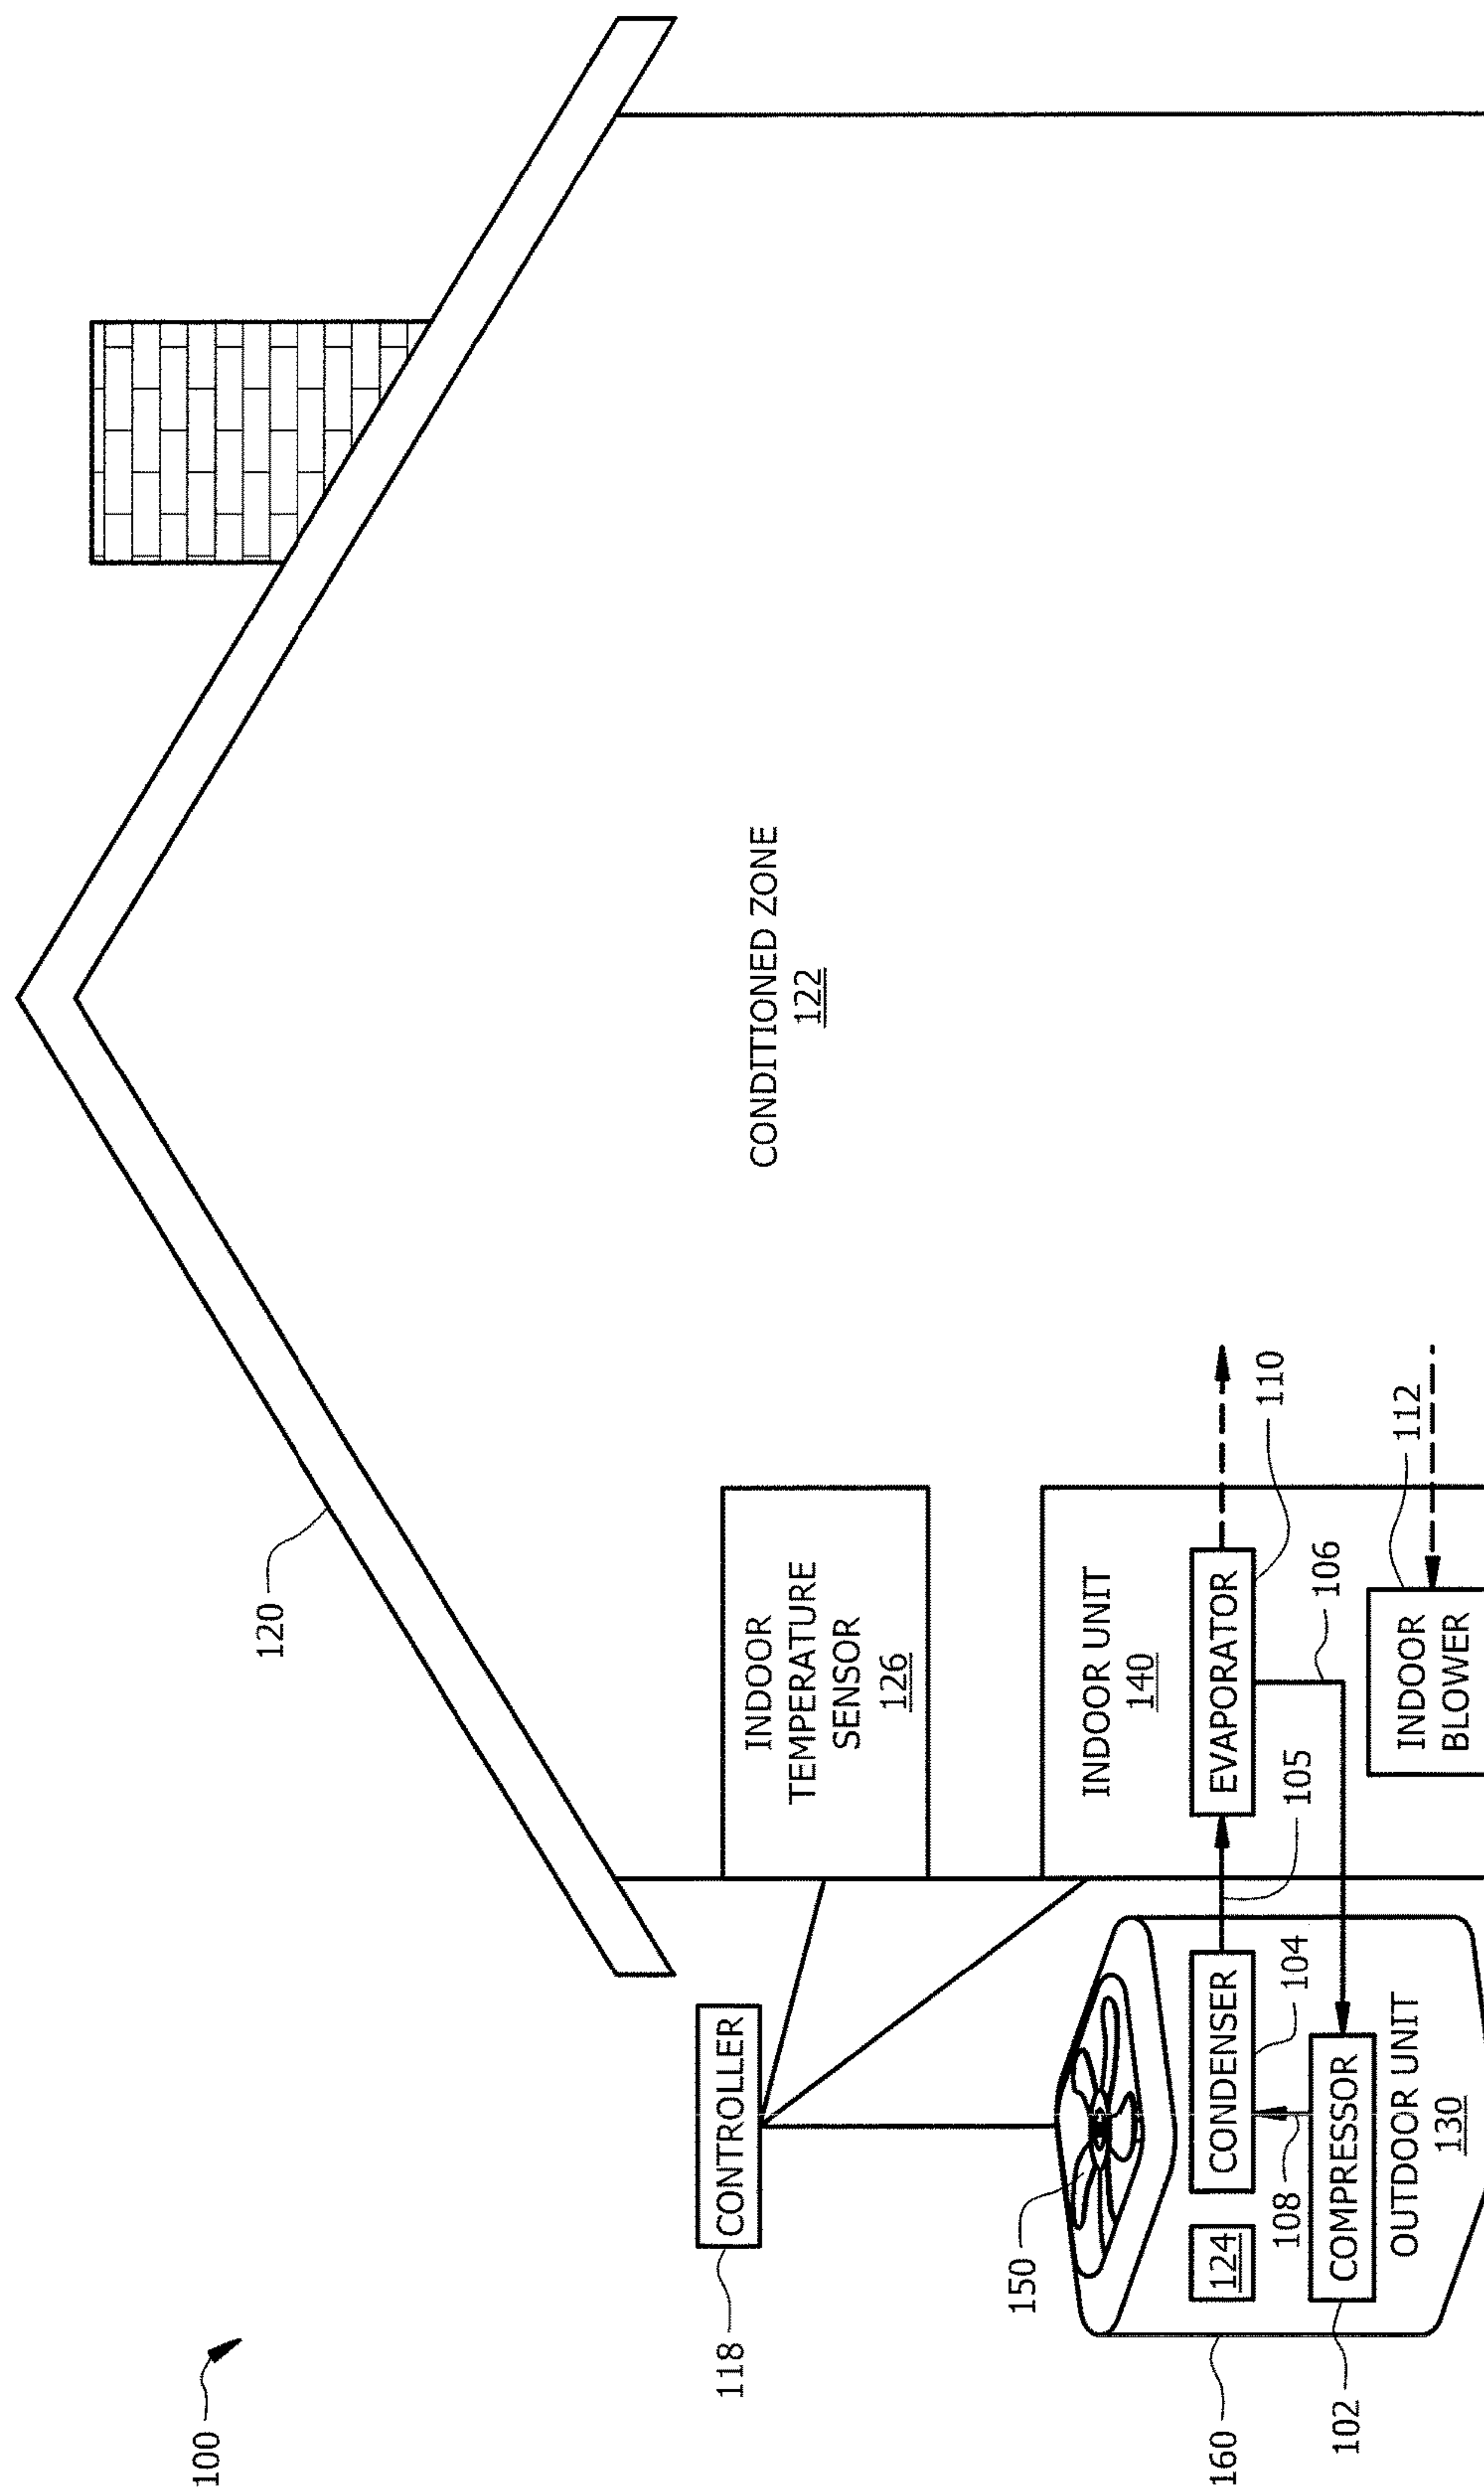 100
120
118
CONTROLLER
INDOOR
TEMPERATURE
SENSOR
126
CONDITIONED ZONE
122
150
INDOOR UNIT
140
160
124
CONDENSER
104
105
EVAPORATOR
110
108
106
102
COMPRESSOR
OUTDOOR UNIT
130
INDOOR
BLOWER
112